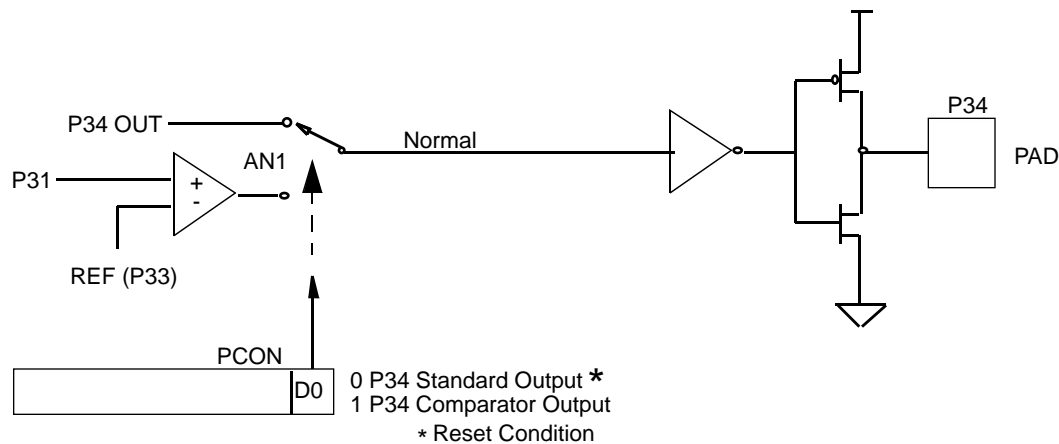 P34
P34 OUT
Normal
PAD
AN1
P31
+
-
REF (P33)
PCON
D0
0 P34 Standard Output *
1 P34 Comparator Output
* Reset Condition